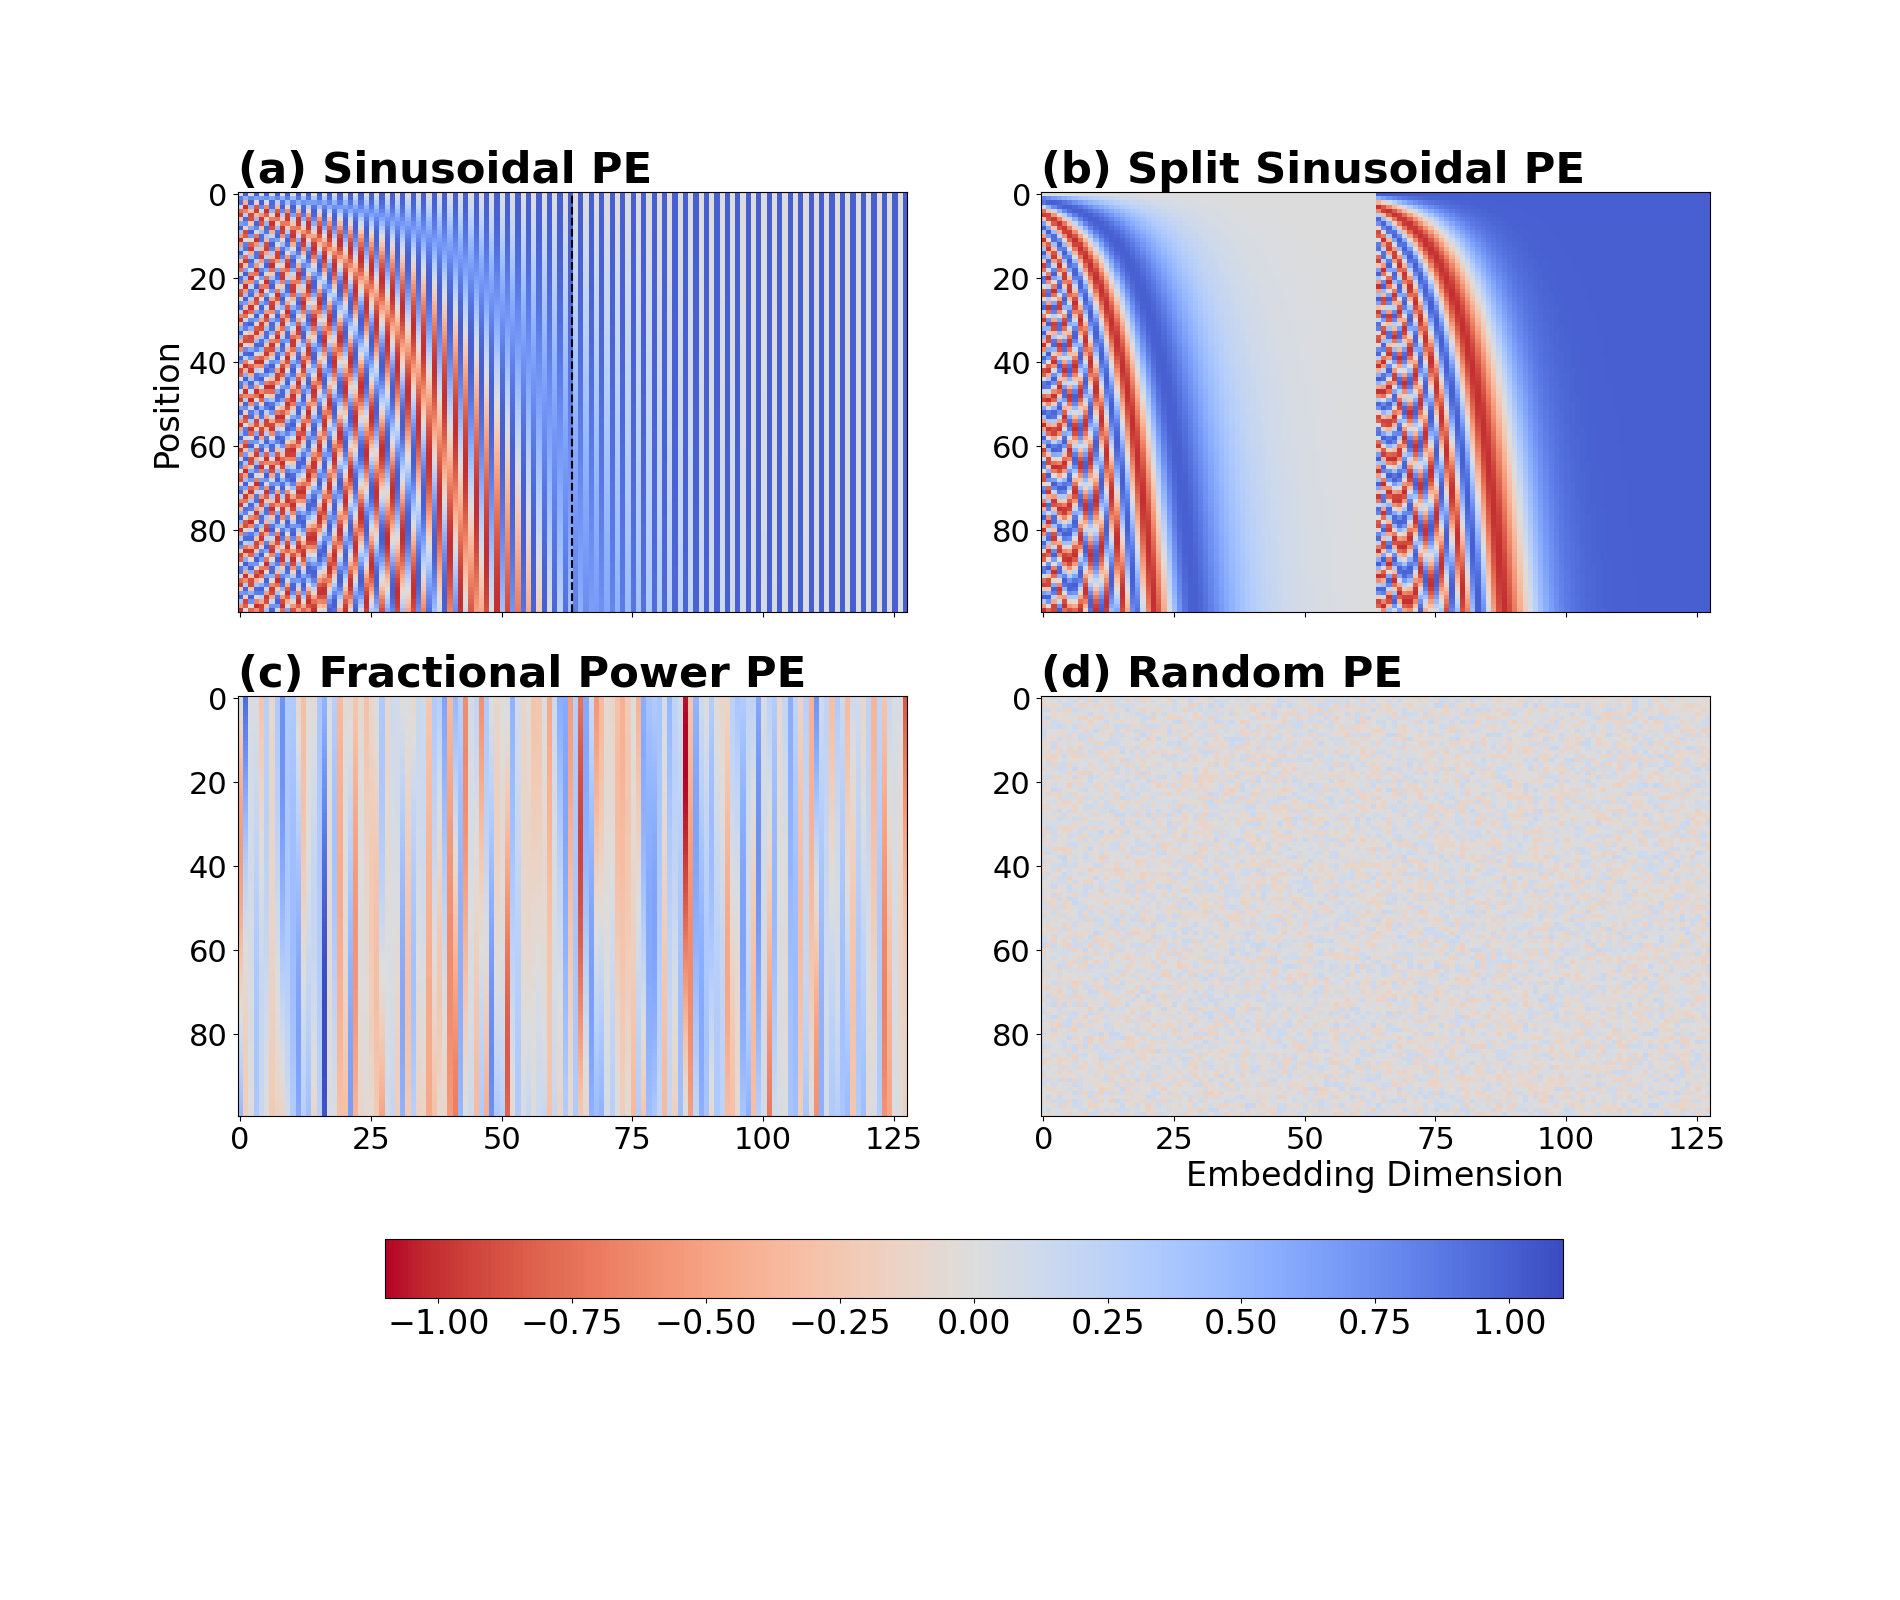 (a) Sinusoidal PE
(b) Split Sinusoidal PE
0
20
40
60
80
Position
0
20
40
60
80
(c) Fractional Power PE
(d) Random PE
0
20
40
60
80
0
20
40
60
80
0 25 50 75 100 125
0 25 50 75 100 125
Embedding Dimension
−1.00 −0.75 −0.50 −0.25 0.00 0.25 0.50 0.75 1.00